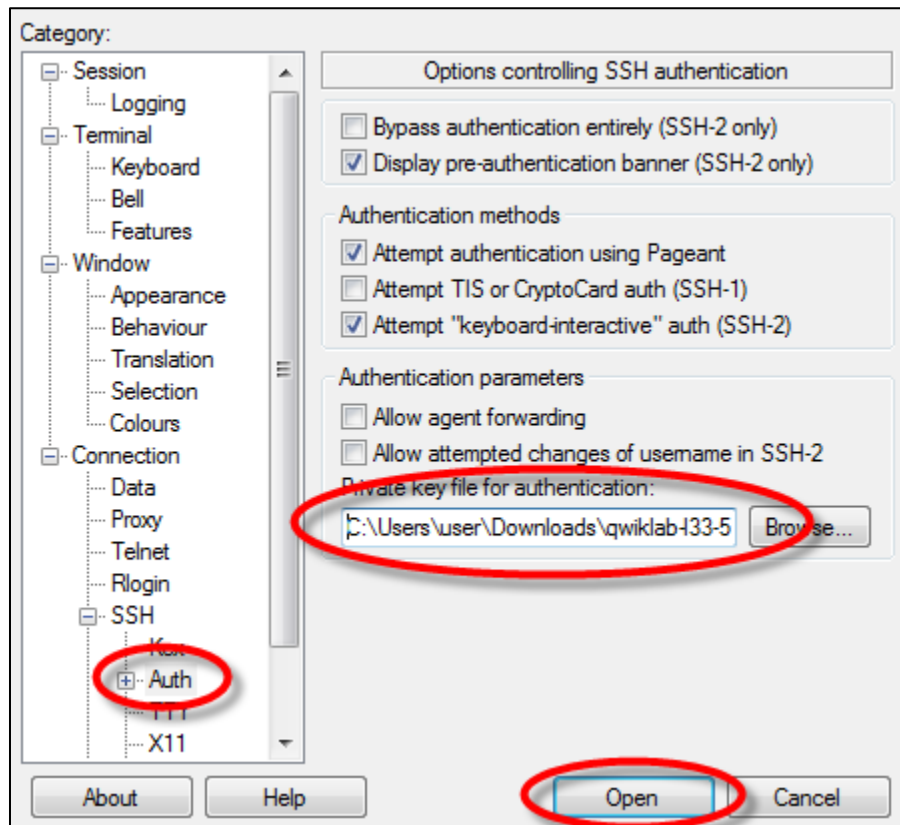 Category:
Session
Logging
Terminal
Keyboard
Bell
Features
Window
Appearance
Behaviour
Translation
Selection
Colours
Connection
Data
Proxy
Telnet
Rlogin
SSH
Kex
Auth
TTY
X11
Options controlling SSH authentication
Bypass authentication entirely (SSH-2 only)
Display pre-authentication banner (SSH-2 only)
Authentication methods
Attempt authentication using Pageant
Attempt TIS or CryptoCard auth (SSH-1)
Attempt "keyboard-interactive" auth (SSH-2)
Authentication parameters
Allow agent forwarding
Allow attempted changes of username in SSH-2
Private key file for authentication:
C:\Users\user\Downloads\qwiklab-l33-5
Browse...
About
Help
Open
Cancel